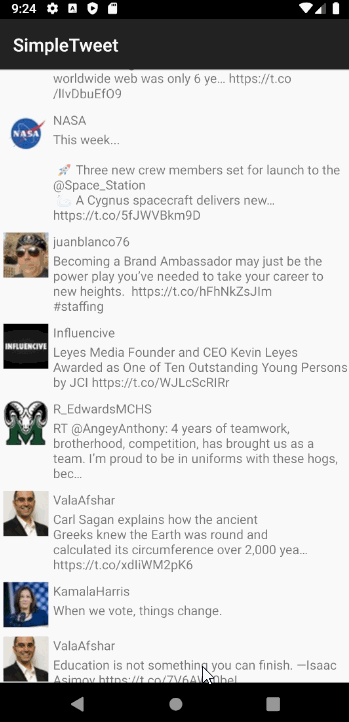 9:24
SimpleTweet
worldwide web was only 6 ye… https://t.co
/IIvDbuEfO9
NASA
This week...
🚀 Three new crew members set for launch to the
@Space_Station
A Cygnus spacecraft delivers new…
https://t.co/5fJWVBkm9D
juanblanco76
Becoming a Brand Ambassador may just be the
power play you've needed to take your career to
new heights. https://t.co/hFhNkZsJIm
#staffing
Influencive
INFLUENCIVE
Leyes Media Founder and CEO Kevin Leyes
Awarded as One of Ten Outstanding Young Persons
by JCI https://t.co/WJLcScRIRr
R_EdwardsMCHS
RT @AngeyAnthony: 4 years of teamwork,
brotherhood, competition, has brought us as a
team. I'm proud to be in uniforms with these hogs,
bec…
ValaAfshar
Carl Sagan explains how the ancient
Greeks knew the Earth was round and
calculated its circumference over 2,000 yea…
https://t.co/xdIiWM2pK6
KamalaHarris
When we vote, things change.
ValaAfshar
Education is not something you can finish. —Isaac
Asimov